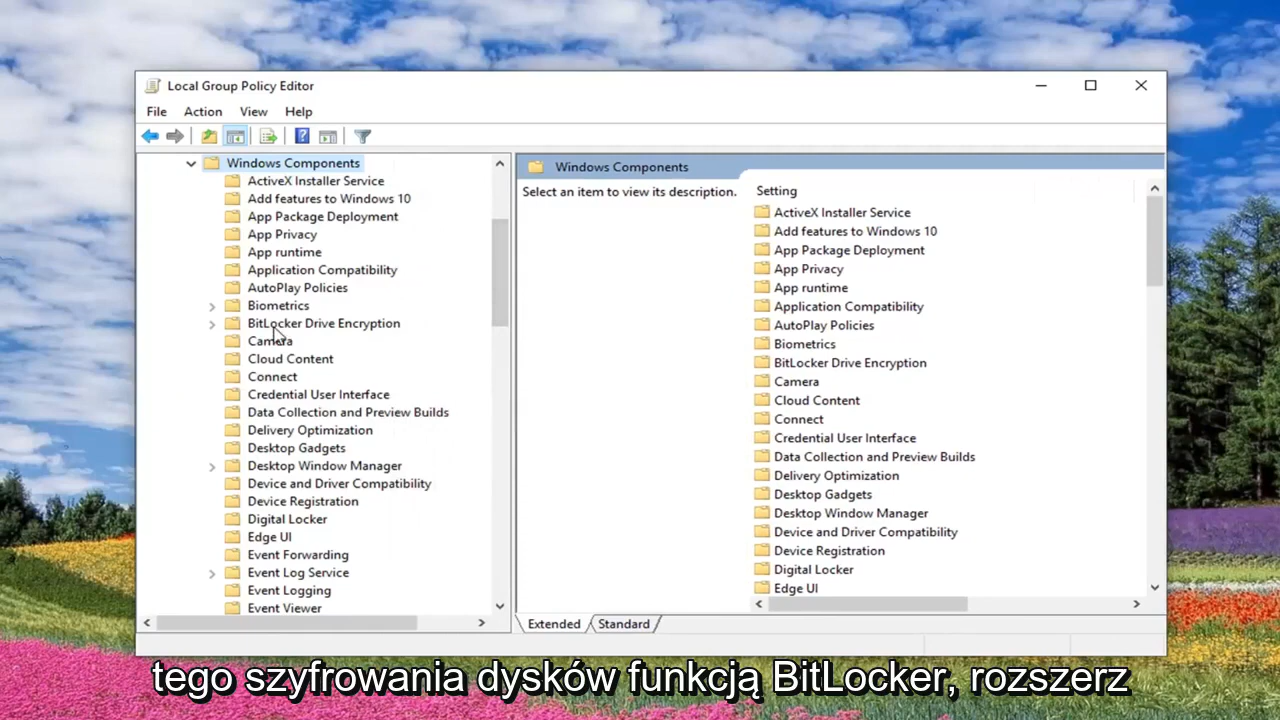 Local Group Policy Editor
File Action View Help
Windows Components
ActiveX Installer Service
Add features to Windows 10
App Package Deployment
App Privacy
App runtime
Application Compatibility
AutoPlay Policies
Biometrics
BitLocker Drive Encryption
Camera
Cloud Content
Connect
Credential User Interface
Data Collection and Preview Builds
Delivery Optimization
Desktop Gadgets
Desktop Window Manager
Device and Driver Compatibility
Device Registration
Digital Locker
Edge UI
Event Forwarding
Event Log Service
Event Logging
Event Viewer
Windows Components
Select an item to view its description.
Setting
ActiveX Installer Service
Add features to Windows 10
App Package Deployment
App Privacy
App runtime
Application Compatibility
AutoPlay Policies
Biometrics
BitLocker Drive Encryption
Camera
Cloud Content
Connect
Credential User Interface
Data Collection and Preview Builds
Delivery Optimization
Desktop Gadgets
Desktop Window Manager
Device and Driver Compatibility
Device Registration
Digital Locker
Edge UI
Extended Standard
tego szyfrowania dysków funkcją BitLocker, rozszerz